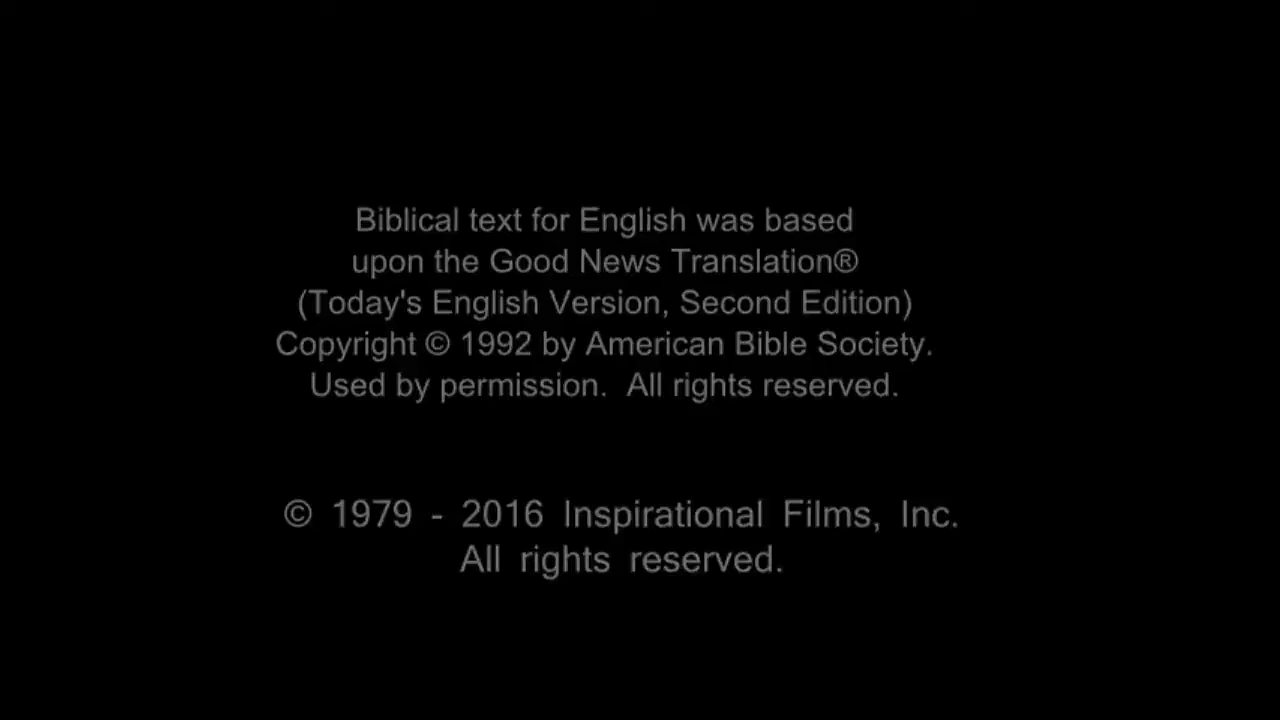 Biblical text for English was based
upon the Good News Translation®
(Today's English Version, Second Edition)
Copyright © 1992 by American Bible Society.
Used by permission.  All rights reserved.
© 1979 - 2016 Inspirational Films, Inc.
All rights reserved.